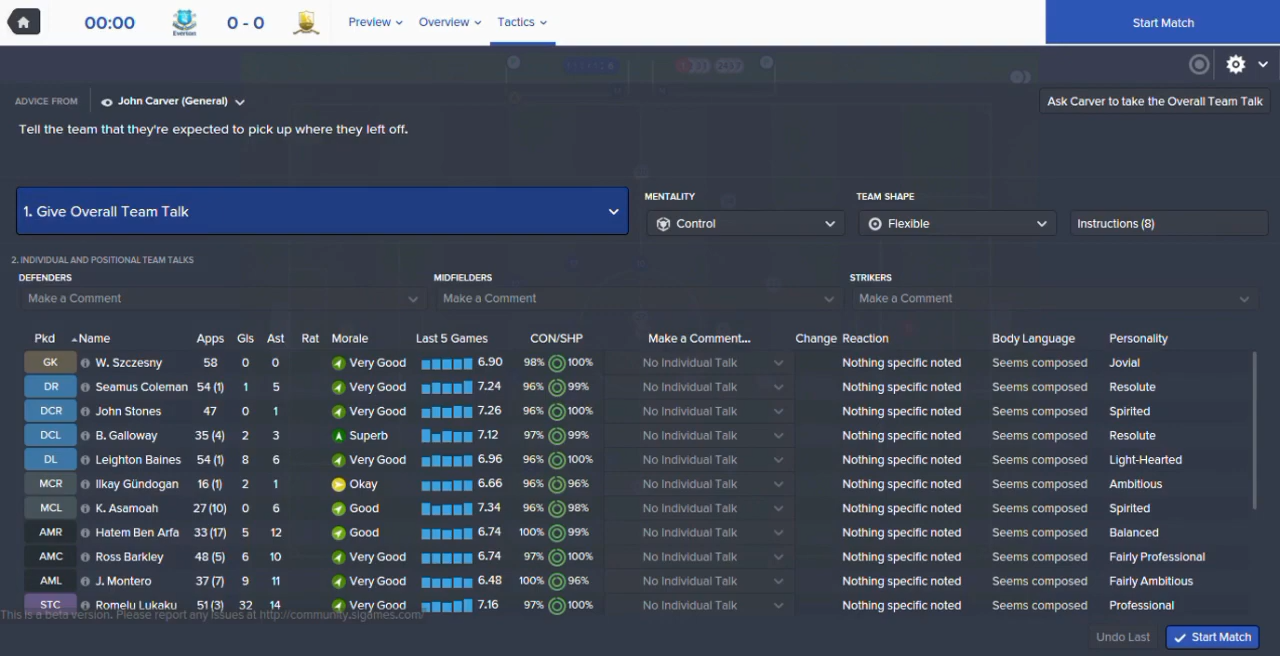 00:00 Everton 0 - 0 Preview Overview Tactics Start Match
ADVICE FROM John Carver (General) Ask Carver to take the Overall Team Talk
Tell the team that they're expected to pick up where they left off.
MENTALITY TEAM SHAPE
1. Give Overall Team Talk Control Flexible Instructions (8)
2. INDIVIDUAL AND POSITIONAL TEAM TALKS
DEFENDERS MIDFIELDERS STRIKERS
Make a Comment Make a Comment Make a Comment
Pkd Name Apps Gls Ast Rat Morale Last 5 Games CON/SHP Make a Comment... Change Reaction Body Language Personality
GK W. Szczesny 58 0 0 Very Good 6.90 98% 100% No Individual Talk Nothing specific noted Seems composed Jovial
DR Seamus Coleman 54 (1) 1 5 Very Good 7.24 96% 99% No Individual Talk Nothing specific noted Seems composed Resolute
DCR John Stones 47 0 1 Very Good 7.26 96% 100% No Individual Talk Nothing specific noted Seems composed Spirited
DCL B. Galloway 35 (4) 2 3 Superb 7.12 97% 99% No Individual Talk Nothing specific noted Seems composed Resolute
DL Leighton Baines 54 (1) 8 6 Very Good 6.96 96% 100% No Individual Talk Nothing specific noted Seems composed Light-Hearted
MCR Ilkay Gündogan 16 (1) 2 1 Okay 6.66 96% 96% No Individual Talk Nothing specific noted Seems composed Ambitious
MCL K. Asamoah 27 (10) 0 6 Good 7.34 96% 98% No Individual Talk Nothing specific noted Seems composed Spirited
AMR Hatem Ben Arfa 33 (17) 5 12 Good 6.74 100% 99% No Individual Talk Nothing specific noted Seems composed Balanced
AMC Ross Barkley 48 (5) 6 10 Very Good 6.74 97% 100% No Individual Talk Nothing specific noted Seems composed Fairly Professional
AML J. Montero 37 (7) 9 11 Very Good 6.48 100% 96% No Individual Talk Nothing specific noted Seems composed Fairly Ambitious
STC Romelu Lukaku 51 (3) 32 14 Very Good 7.16 97% 100% No Individual Talk Nothing specific noted Seems composed Professional
This is a beta version. Please report any issues at http://community.sigames.com/
Undo Last Start Match